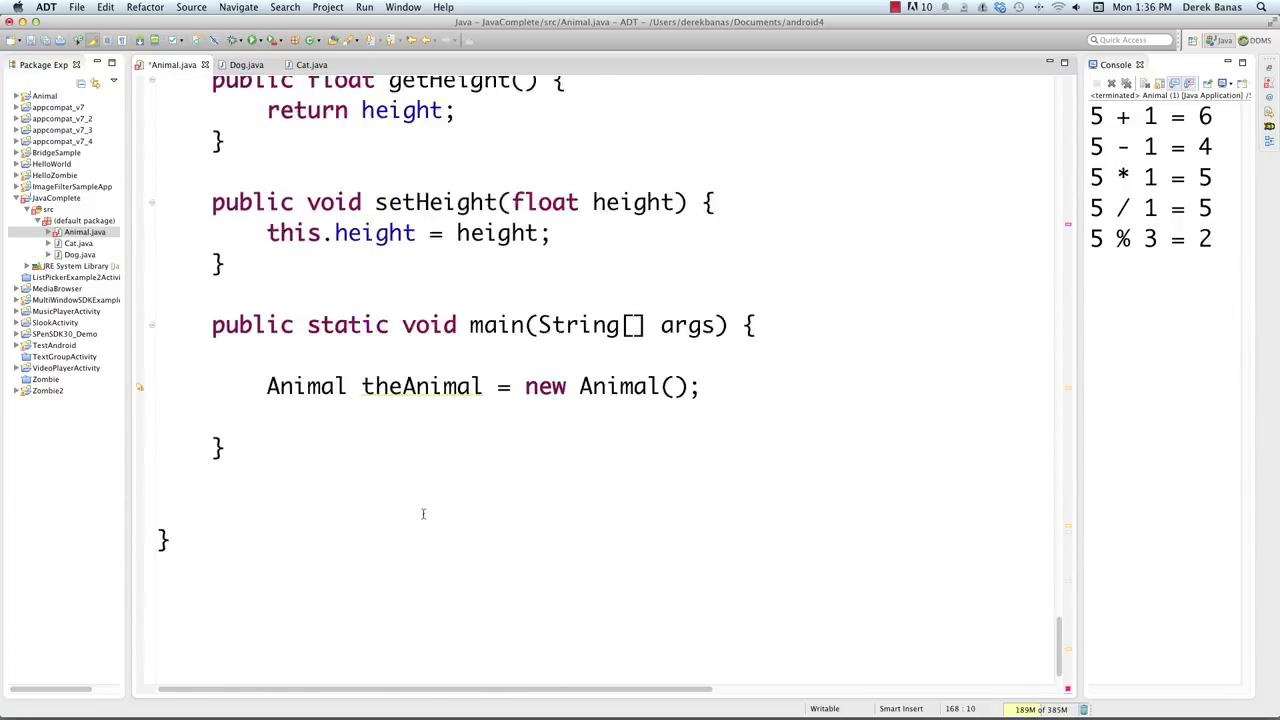 ADT File Edit Refactor Source Navigate Search Project Run Window Help 10 Mon 1:36 PM Derek Banas
Java - JavaComplete/src/Animal.java - ADT - /Users/derekbanas/Documents/android4
Quick Access Java DDMS
Package Exp
*Animal.java Dog.java Cat.java
Animal
appcompat_v7
appcompat_v7_2
appcompat_v7_3
appcompat_v7_4
BridgeSample
HelloWorld
HelloZombie
ImageFilterSampleApp
JavaComplete
src
(default package)
Animal.java
Cat.java
Dog.java
JRE System Library [Ja
ListPickerExample2Activi
MediaBrowser
MultiWindowSDKExample
MusicPlayerActivity
SlookActivity
SPenSDK30_Demo
TestAndroid
TextGroupActivity
VideoPlayerActivity
Zombie
Zombie2
public float getHeight() {
return height;
}
public void setHeight(float height) {
this.height = height;
}
public static void main(String[] args) {
Animal theAnimal = new Animal();
}
}
Console
<terminated> Animal (1) [Java Application] /S
5 + 1 = 6
5 - 1 = 4
5 * 1 = 5
5 / 1 = 5
5 % 3 = 2
Writable Smart Insert 168 : 10 189M of 385M